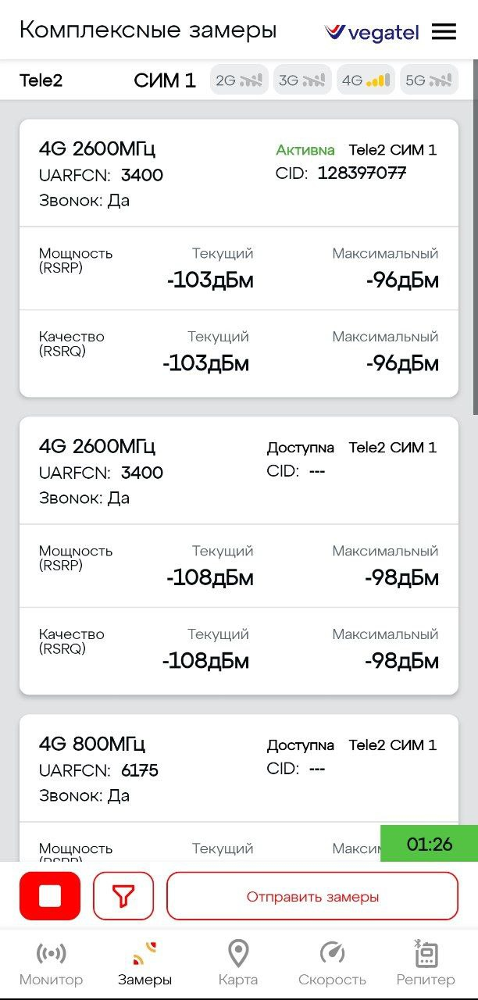 Комплексные замеры
vegatel
Tele2 СИМ 1 2G 3G 4G 5G
4G 2600МГц
Активна Tele2 СИМ 1
UARFCN: 3400
CID: 128397077
Звонок: Да
Мощность (RSRP)
Текущий
-103дБм
Максимальный
-96дБм
Качество (RSRQ)
Текущий
-103дБм
Максимальный
-96дБм
4G 2600МГц
Доступна Tele2 СИМ 1
UARFCN: 3400
CID: ---
Звонок: Да
Мощность (RSRP)
Текущий
-108дБм
Максимальный
-98дБм
Качество (RSRQ)
Текущий
-108дБм
Максимальный
-98дБм
4G 800МГц
Доступна Tele2 СИМ 1
UARFCN: 6175
CID: ---
Звонок: Да
Мощность
Текущий
Макси
01:26
Отправить замеры
Монитор Замеры Карта Скорость Репитер